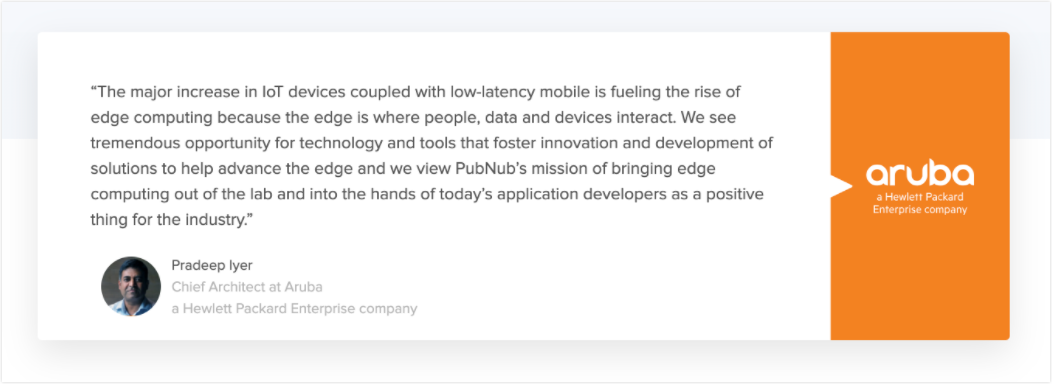 “The major increase in IoT devices coupled with low-latency mobile is fueling the rise of
edge computing because the edge is where people, data and devices interact. We see
tremendous opportunity for technology and tools that foster innovation and development of
solutions to help advance the edge and we view PubNub’s mission of bringing edge
computing out of the lab and into the hands of today’s application developers as a positive
thing for the industry.”
Pradeep Iyer
Chief Architect at Aruba
a Hewlett Packard Enterprise company
aruba
a Hewlett Packard
Enterprise company